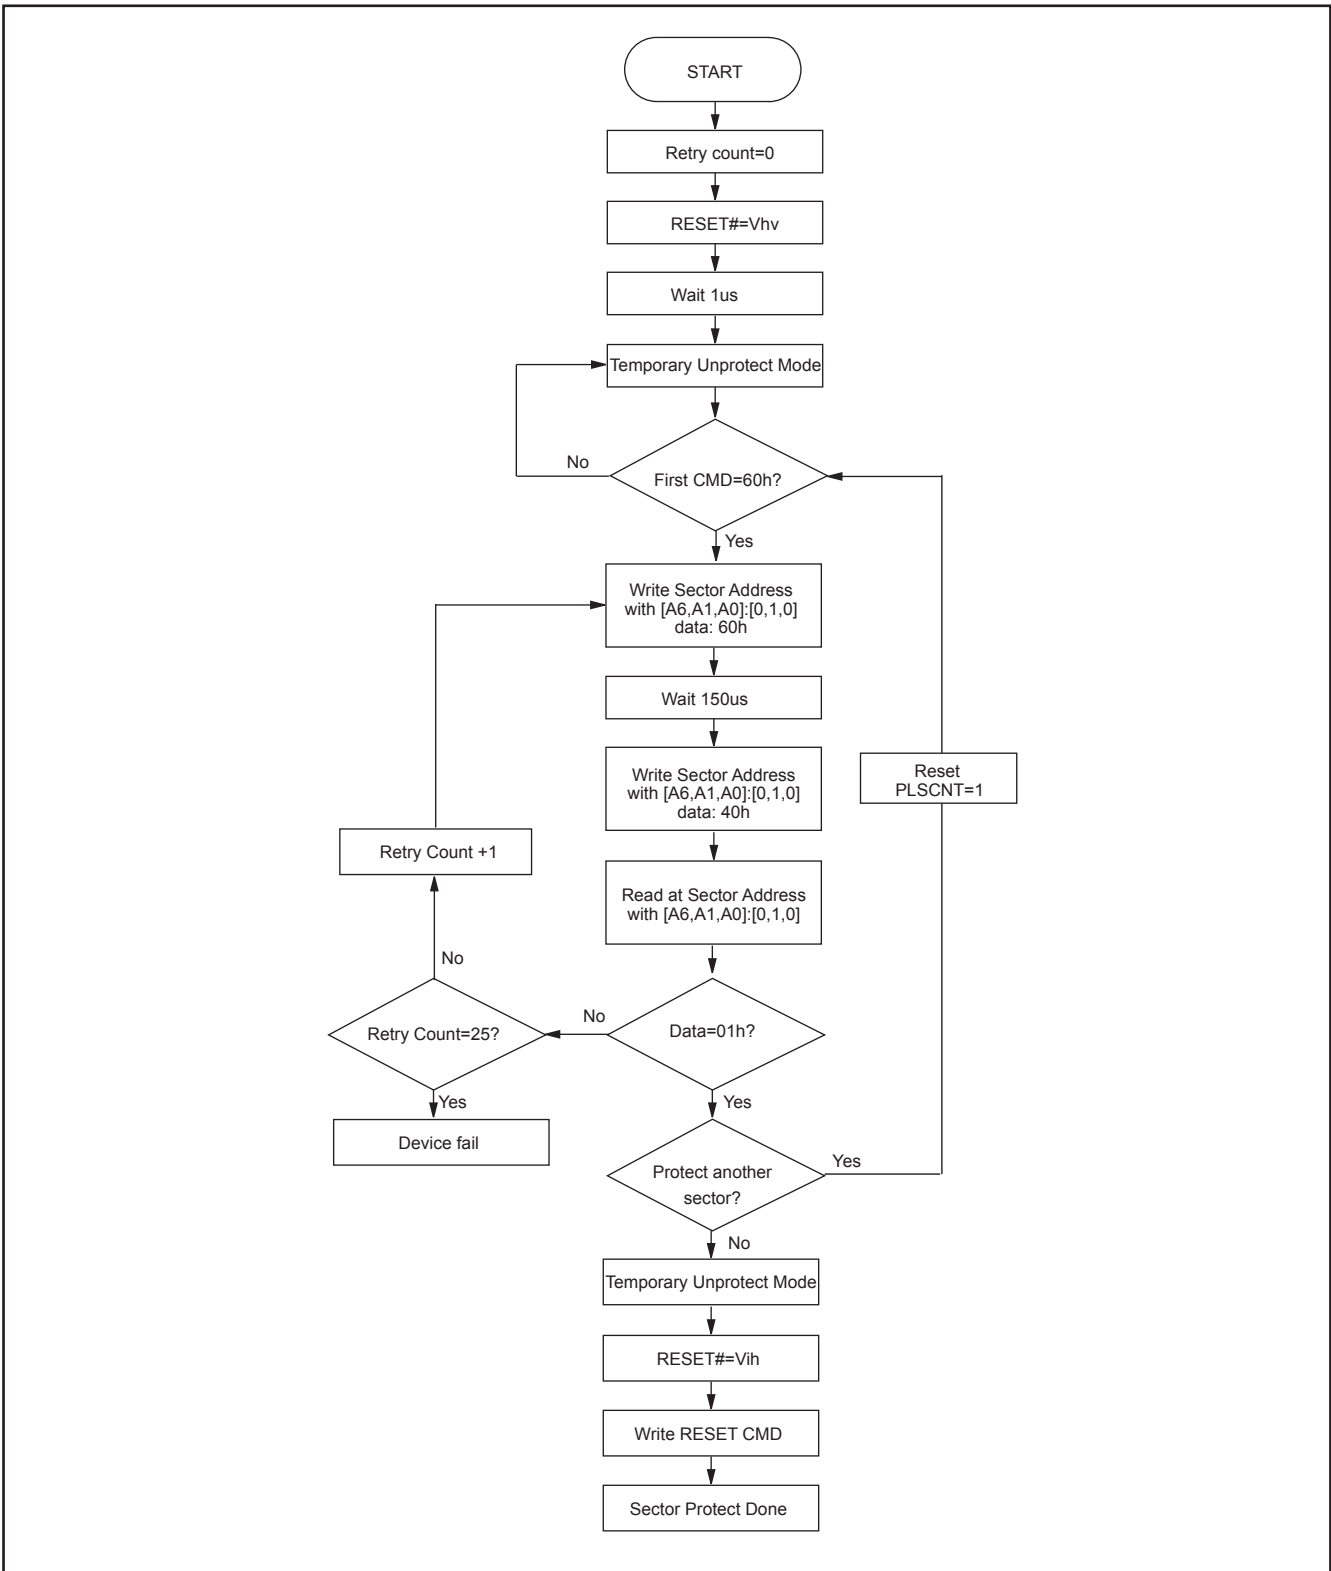 START
Retry count=0
RESET#=Vhv
Wait 1us
Temporary Unprotect Mode
No
First CMD=60h?
Yes
Write Sector Address
with [A6,A1,A0]:[0,1,0]
data: 60h
Wait 150us
Write Sector Address
with [A6,A1,A0]:[0,1,0]
data: 40h
Reset
PLSCNT=1
Retry Count +1
Read at Sector Address
with [A6,A1,A0]:[0,1,0]
No
No
Retry Count=25?
Data=01h?
Yes
Yes
Device fail
Protect another
sector?
Yes
No
Temporary Unprotect Mode
RESET#=Vih
Write RESET CMD
Sector Protect Done